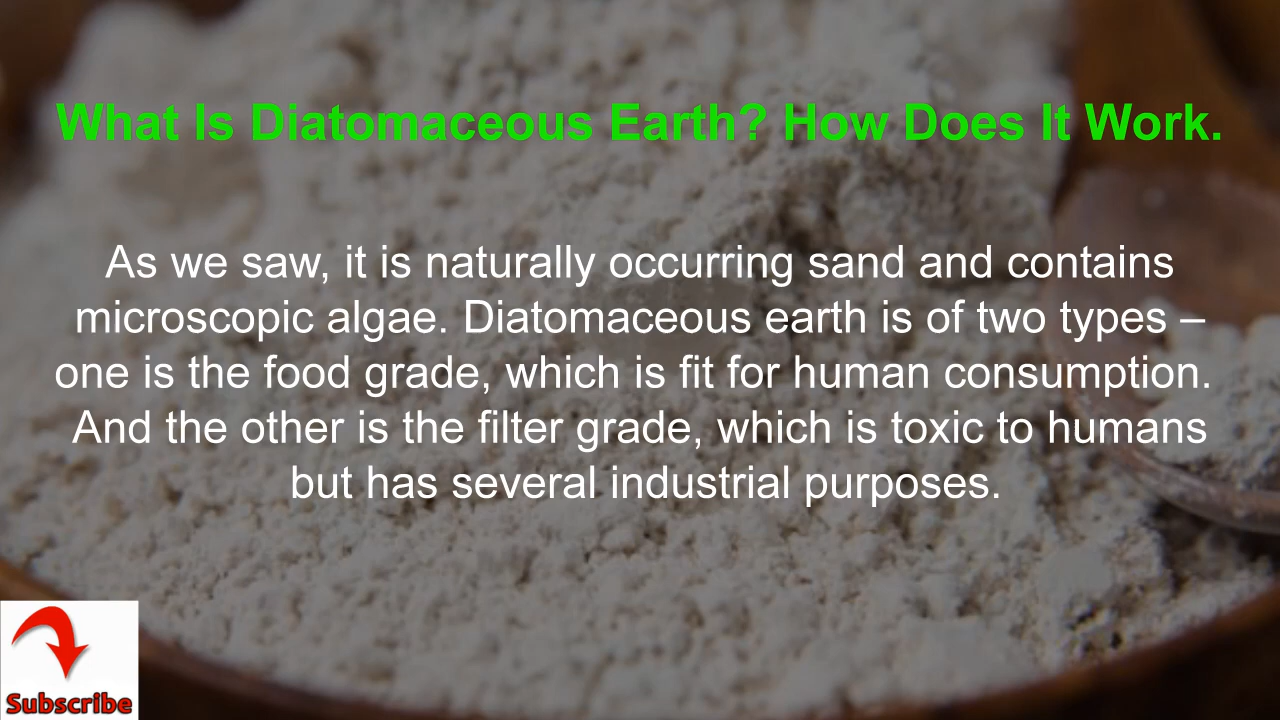 What Is Diatomaceous Earth? How Does It Work.
As we saw, it is naturally occurring sand and contains
microscopic algae. Diatomaceous earth is of two types –
one is the food grade, which is fit for human consumption.
And the other is the filter grade, which is toxic to humans
but has several industrial purposes.
Subscribe